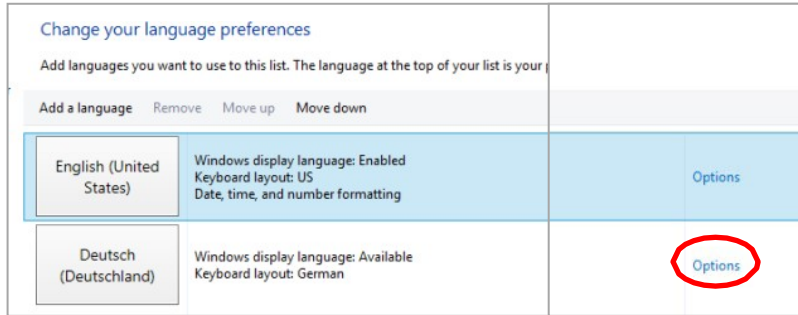 Change your language preferences
Add languages you want to use to this list. The language at the top of your list is your
Add a language Remove Move up Move down
English (United
States)
Windows display language: Enabled
Keyboard layout: US
Date, time, and number formatting
Options
Deutsch
(Deutschland)
Windows display language: Available
Keyboard layout: German
Options